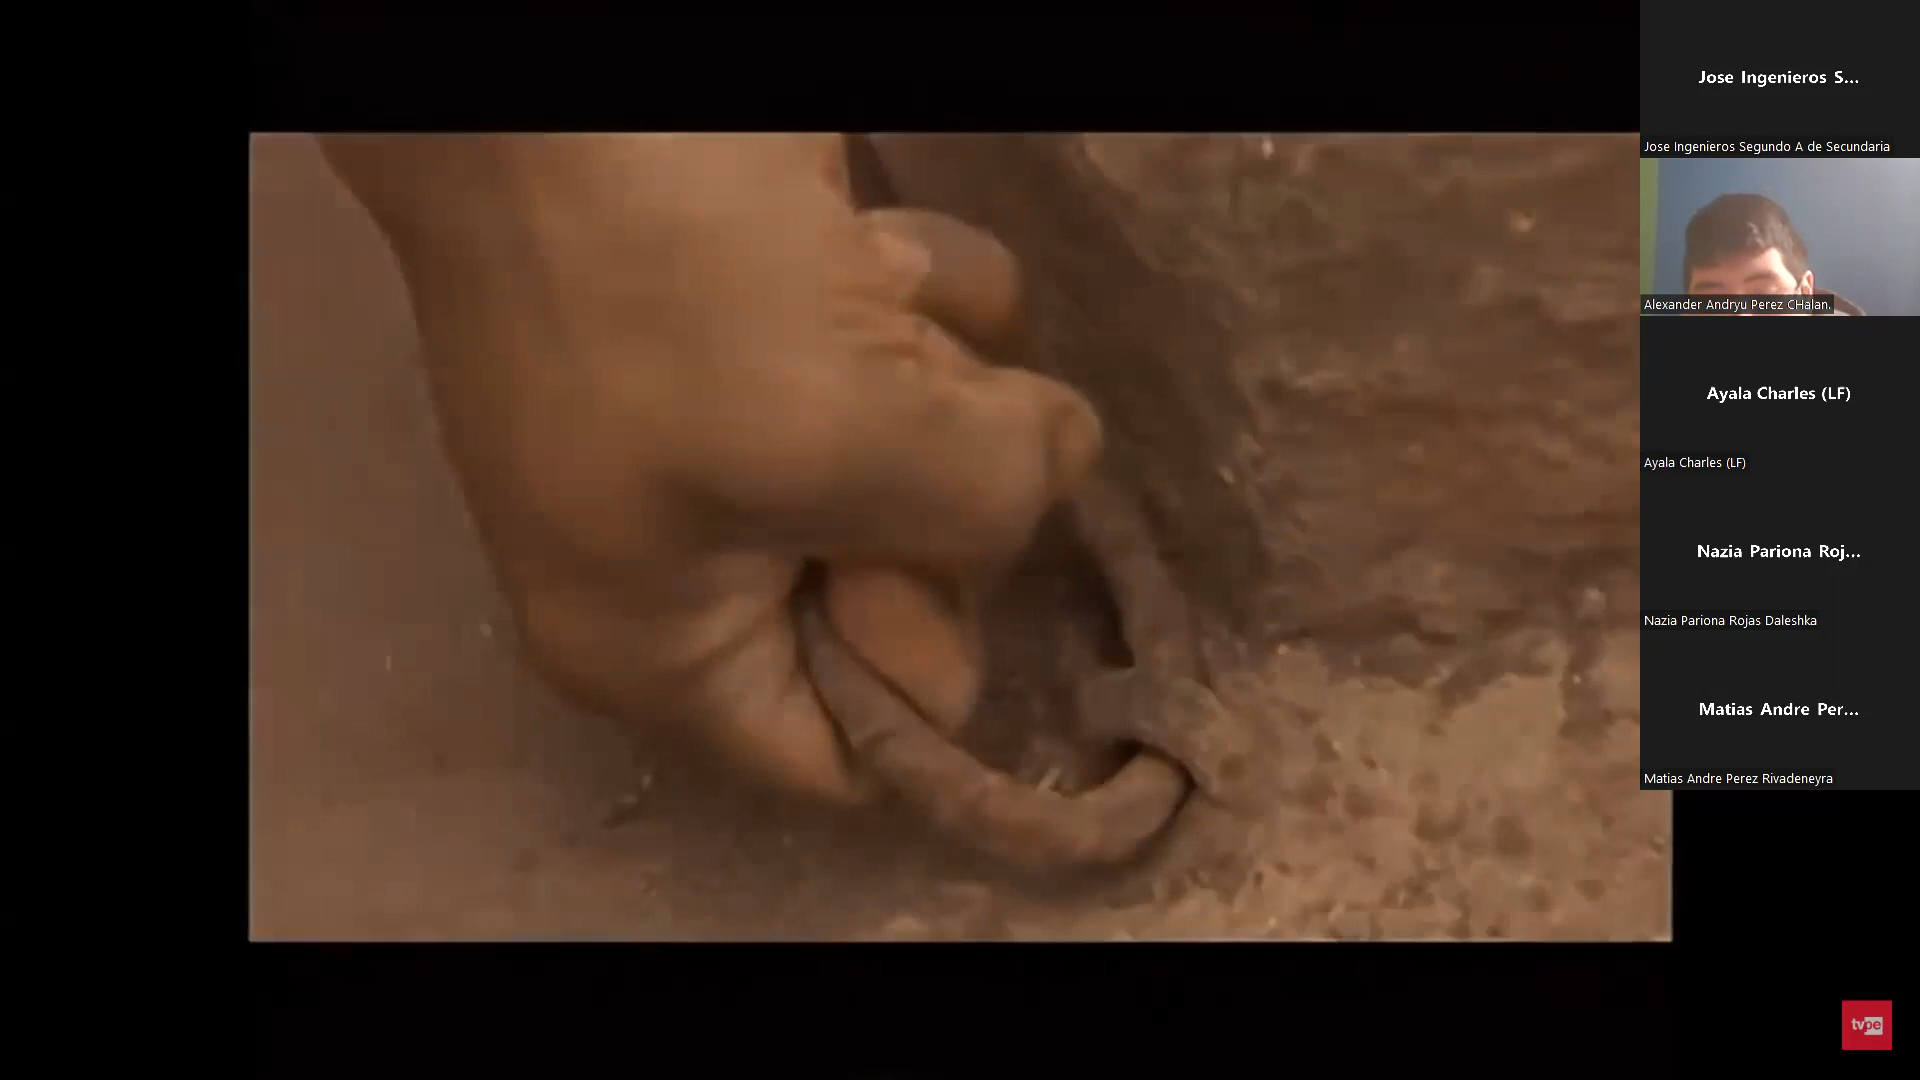 Jose Ingenieros S...
Jose Ingenieros Segundo A de Secundaria
Alexander Andryu Perez CHalan.
Ayala Charles (LF)
Ayala Charles (LF)
Nazia Pariona Roj...
Nazia Pariona Rojas Daleshka
Matias Andre Per...
Matias Andre Perez Rivadeneyra
tvpe